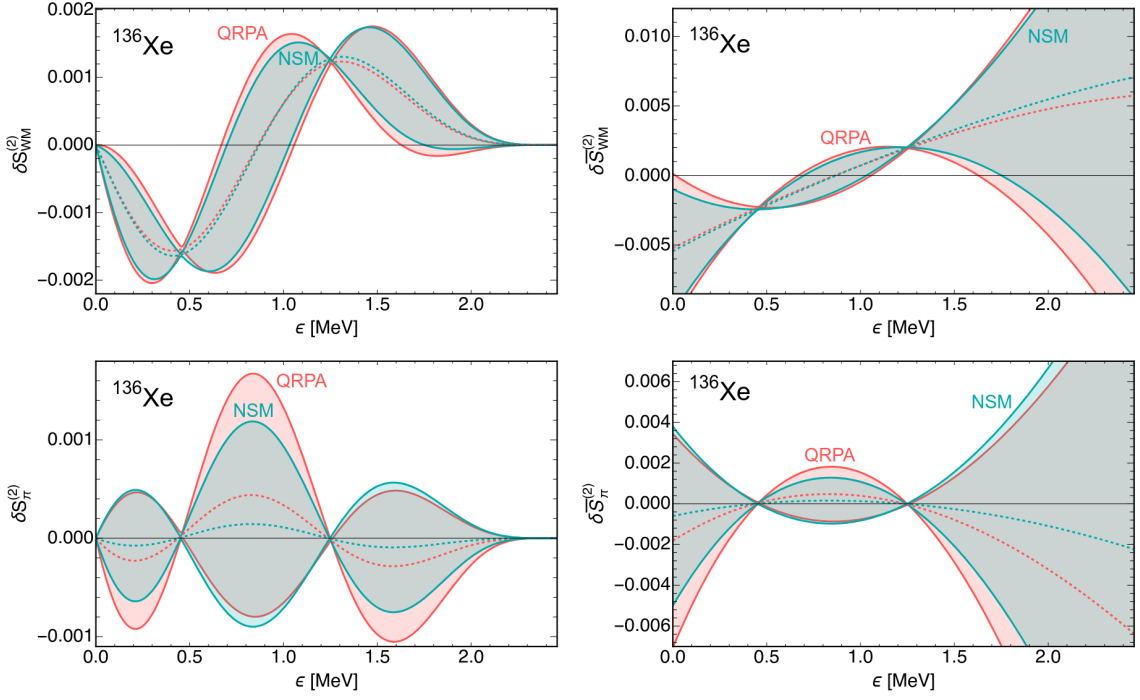 ¹³⁶Xe
QRPA
NSM
δS_WM^(2)
0.002
0.001
0.000
−0.001
−0.002
0.0 0.5 1.0 1.5 2.0
ϵ [MeV]
¹³⁶Xe
NSM
QRPA
δS̅_WM^(2)
0.010
0.005
0.000
−0.005
0.0 0.5 1.0 1.5 2.0
ϵ [MeV]
¹³⁶Xe
QRPA
NSM
δS_π^(2)
0.001
0.000
−0.001
0.0 0.5 1.0 1.5 2.0
ϵ [MeV]
¹³⁶Xe
NSM
QRPA
δS̅_π^(2)
0.006
0.004
0.002
0.000
−0.002
−0.004
−0.006
0.0 0.5 1.0 1.5 2.0
ϵ [MeV]